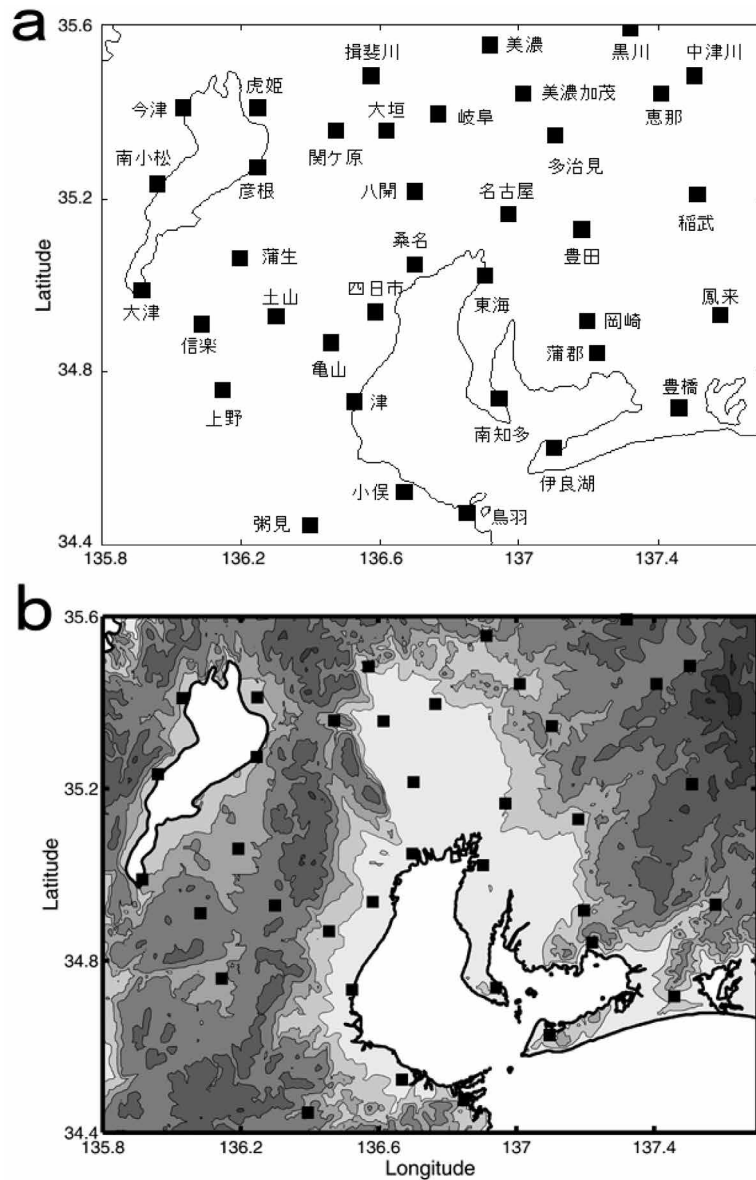 a
35.6
35.2
34.8
34.4
Latitude
135.8
136.2
136.6
137
137.4
揖斐川
美濃
黒川
中津川
今津
虎姫
大垣
岐阜
美濃加茂
恵那
関ケ原
多治見
南小松
彦根
八開
名古屋
稲武
蒲生
桑名
豊田
大津
土山
四日市
東海
鳳来
信楽
亀山
岡崎
蒲郡
上野
津
南知多
豊橋
小俣
伊良湖
粥見
鳥羽
b
35.6
35.2
34.8
34.4
Latitude
135.8
136.2
136.6
137
137.4
Longitude